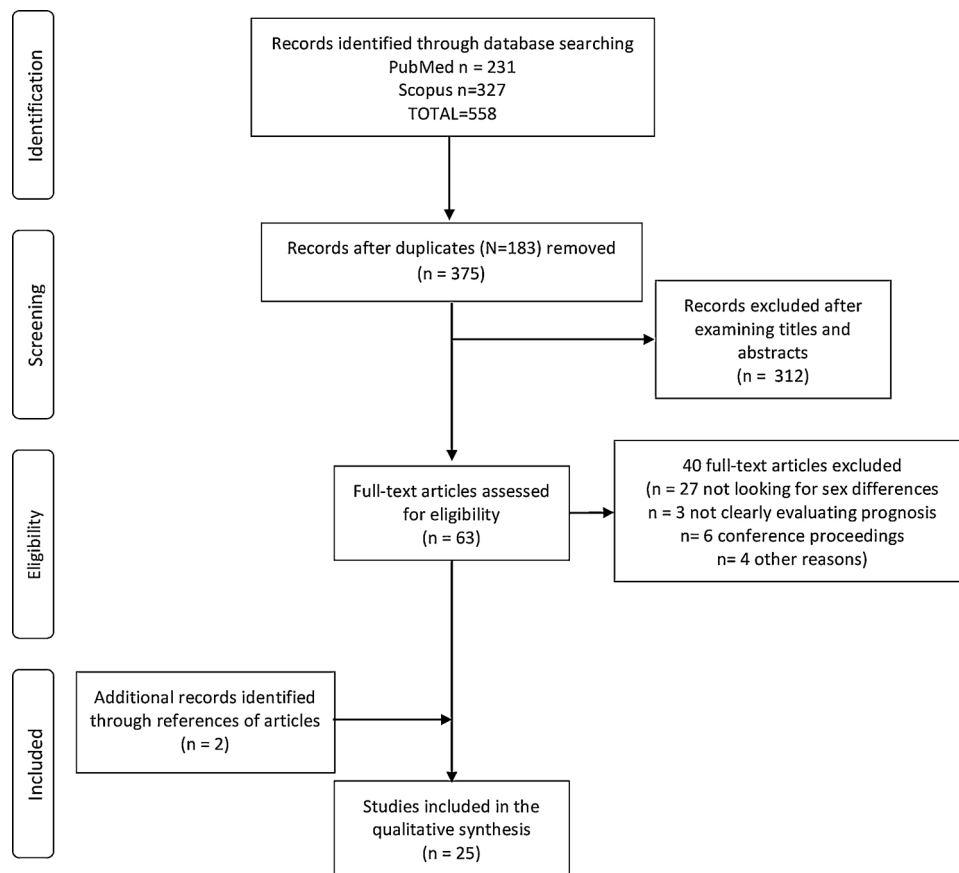 Identification
Records identified through database searching
PubMed n = 231
Scopus n=327
TOTAL=558
Screening
Records after duplicates (N=183) removed
(n = 375)
Records excluded after
examining titles and
abstracts
(n = 312)
Eligibility
Full-text articles assessed
for eligibility
(n = 63)
40 full-text articles excluded
(n = 27 not looking for sex differences
n = 3 not clearly evaluating prognosis
n= 6 conference proceedings
n= 4 other reasons)
Included
Additional records identified
through references of articles
(n = 2)
Studies included in the
qualitative synthesis
(n = 25)